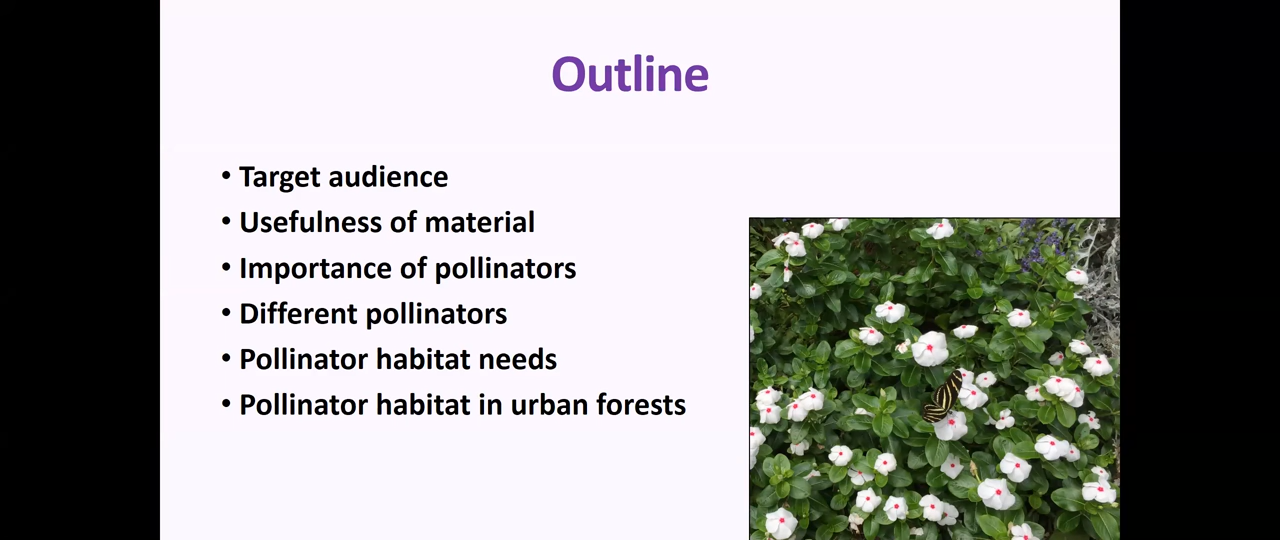 Outline
• Target audience
• Usefulness of material
• Importance of pollinators
• Different pollinators
• Pollinator habitat needs
• Pollinator habitat in urban forests